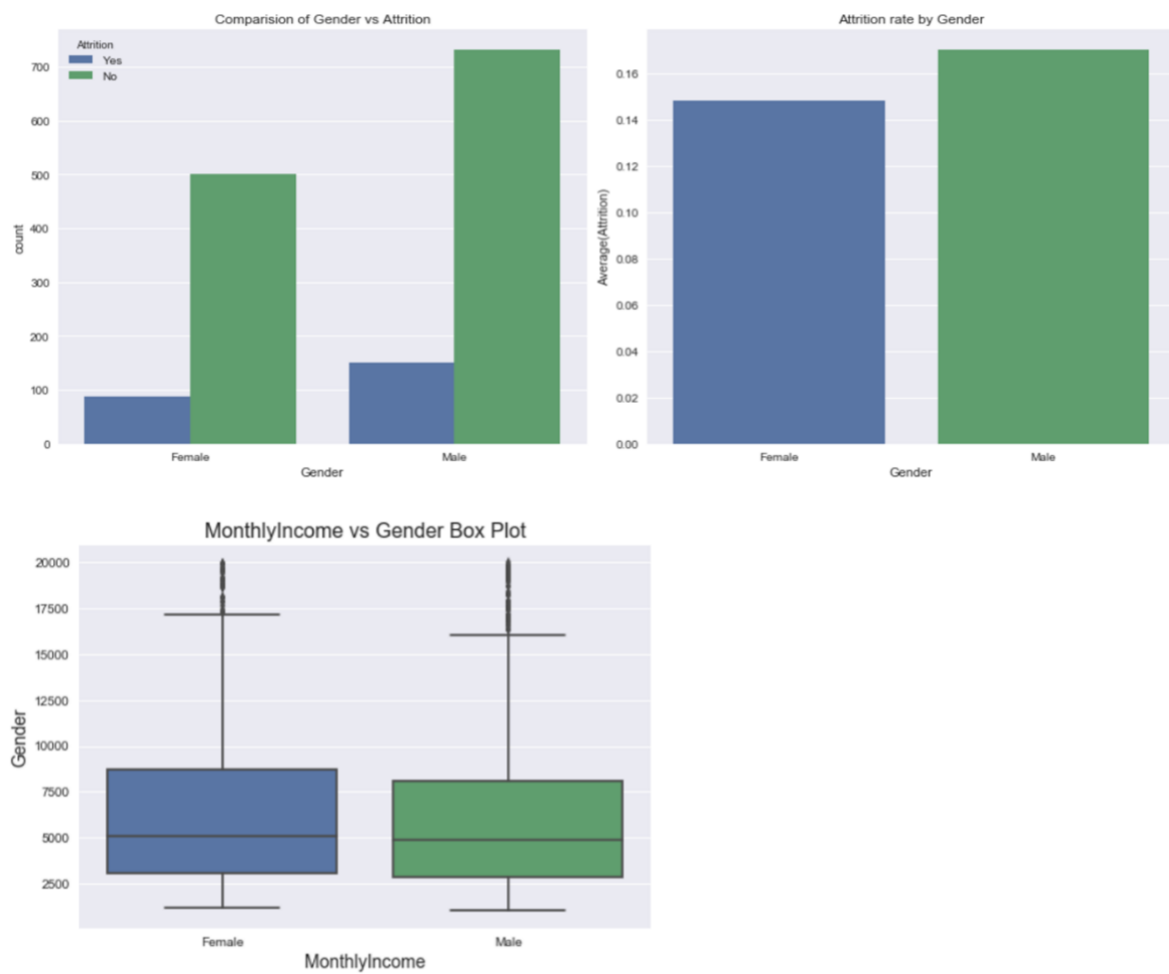 Comparision of Gender vs Attrition
Attrition
Yes
No
700
600
500
400
300
200
100
0
count
Female
Male
Gender
Attrition rate by Gender
0.16
0.14
0.12
0.10
0.08
0.06
0.04
0.02
0.00
Average(Attrition)
Female
Male
Gender
MonthlyIncome vs Gender Box Plot
20000
17500
15000
12500
10000
7500
5000
2500
Gender
Female
Male
MonthlyIncome